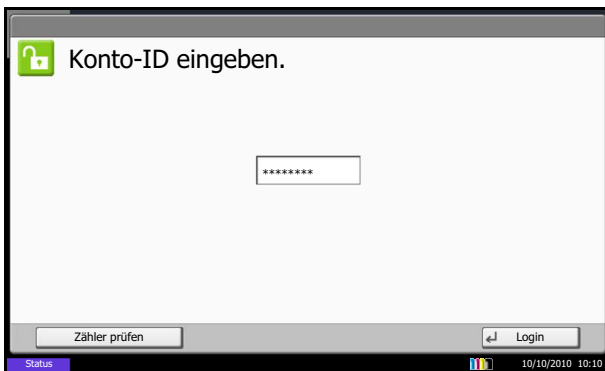 Konto-ID eingeben.
********
Zähler prüfen
Login
Status
10/10/2010 10:10